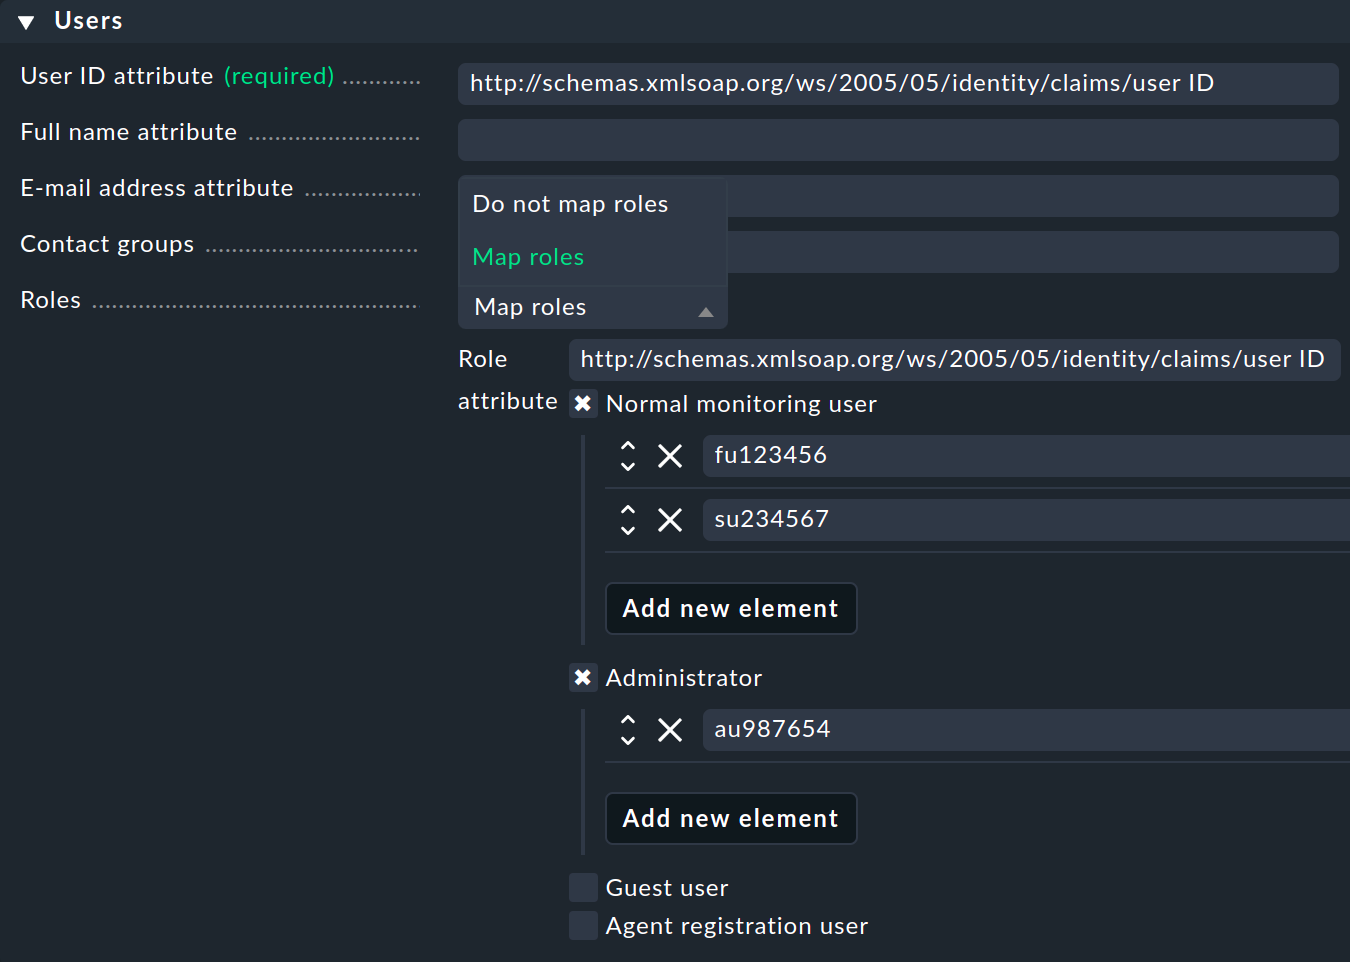 Users
User ID attribute (required)
http://schemas.xmlsoap.org/ws/2005/05/identity/claims/user ID
Full name attribute
E-mail address attribute
Do not map roles
Contact groups
Map roles
Roles
Map roles
Role attribute
http://schemas.xmlsoap.org/ws/2005/05/identity/claims/user ID
Normal monitoring user
fu123456
su234567
Add new element
Administrator
au987654
Add new element
Guest user
Agent registration user